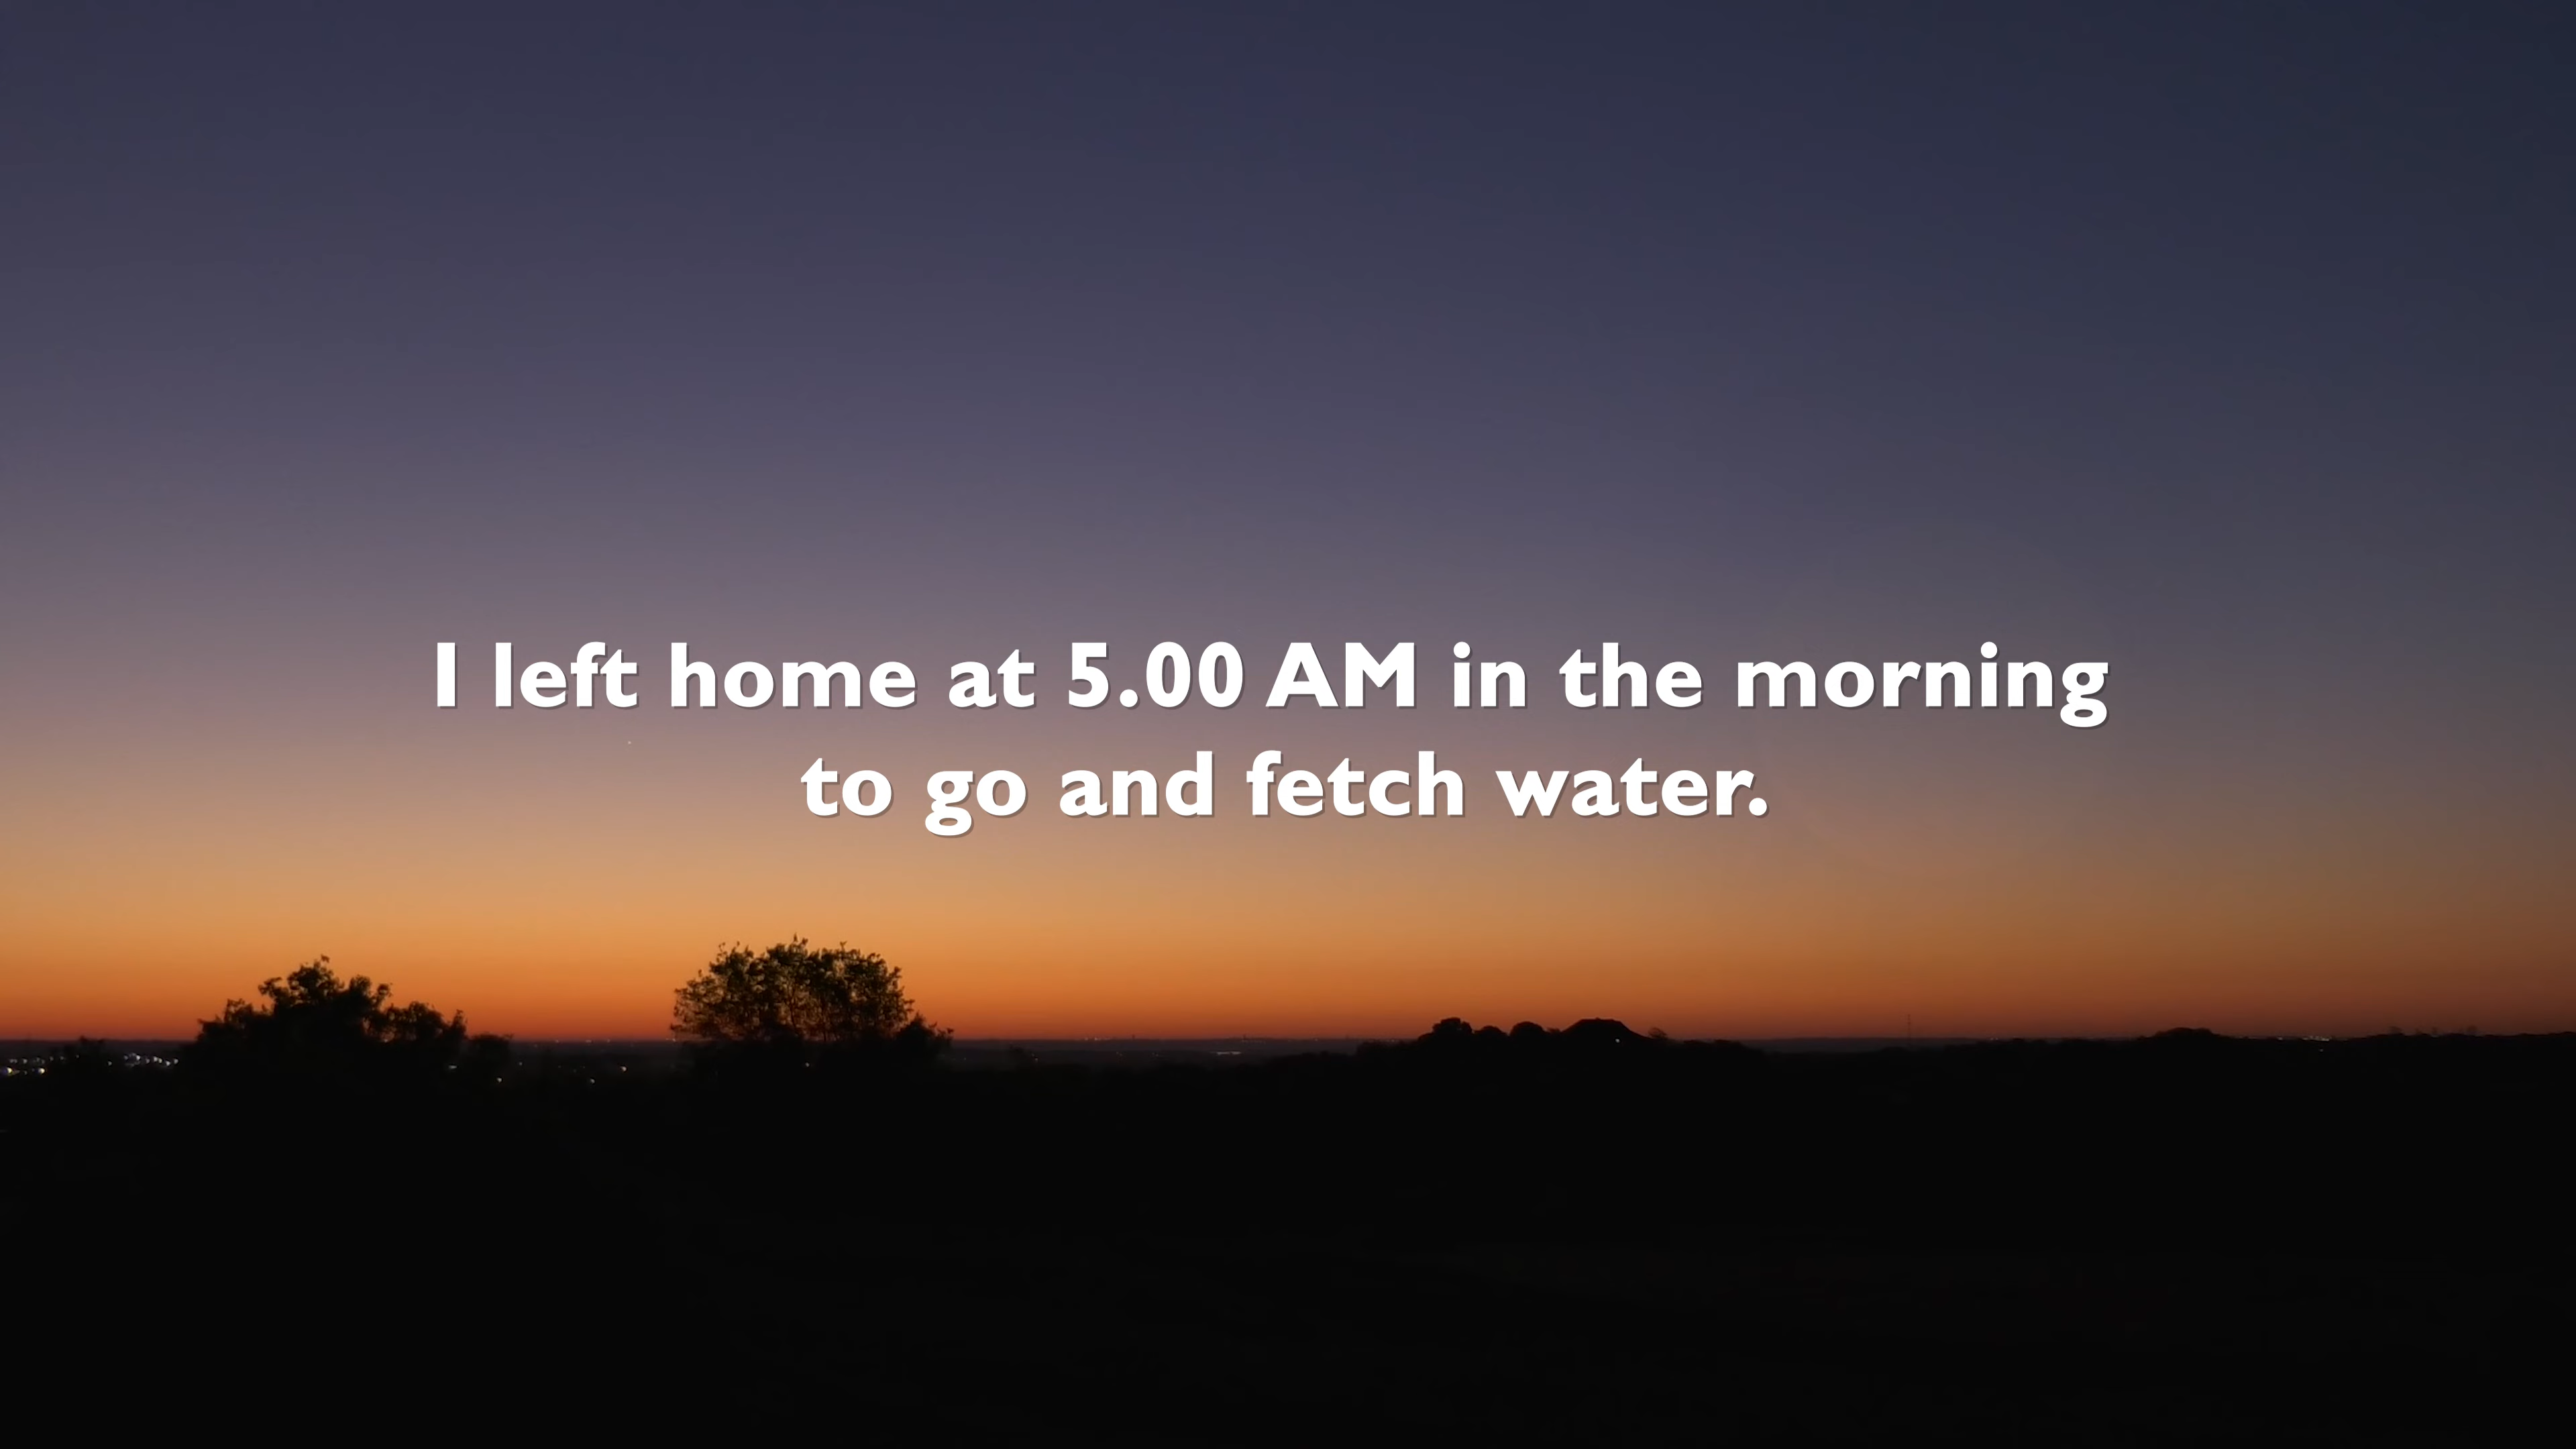 I left home at 5.00 AM in the morning
to go and fetch water.